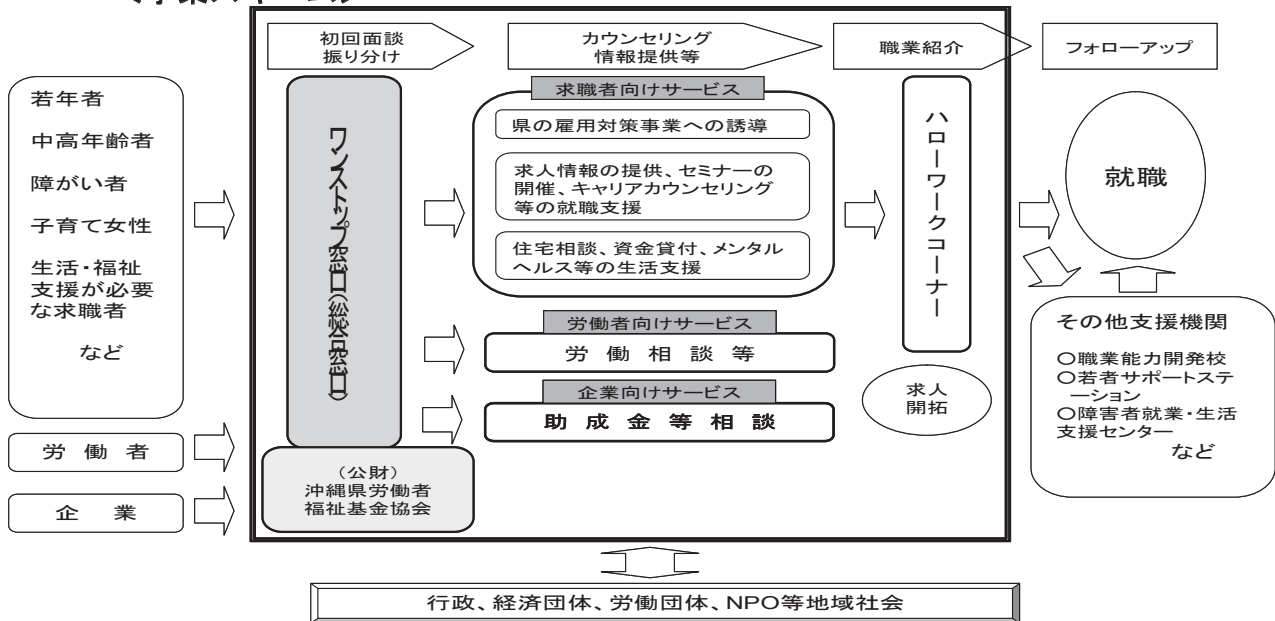 初回面談
振り分け
カウンセリング
情報提供等
職業紹介
フォローアップ
若年者
中高年齢者
障がい者
子育て女性
生活・福祉
支援が必要
な求職者
など
労働者
企業
ワンストップ窓口(総合窓口)
(公財)
沖縄県労働者
福祉基金協会
求職者向けサービス
県の雇用対策事業への誘導
求人情報の提供、セミナーの
開催、キャリアカウンセリング
等の就職支援
住宅相談、資金貸付、メンタル
ヘルス等の生活支援
労働者向けサービス
労働相談等
企業向けサービス
助成金等相談
ハローワークコーナー
求人
開拓
就職
その他支援機関
○職業能力開発校
○若者サポートステ
ーション
○障害者就業・生活
支援センター
など
行政、経済団体、労働団体、NPO等地域社会